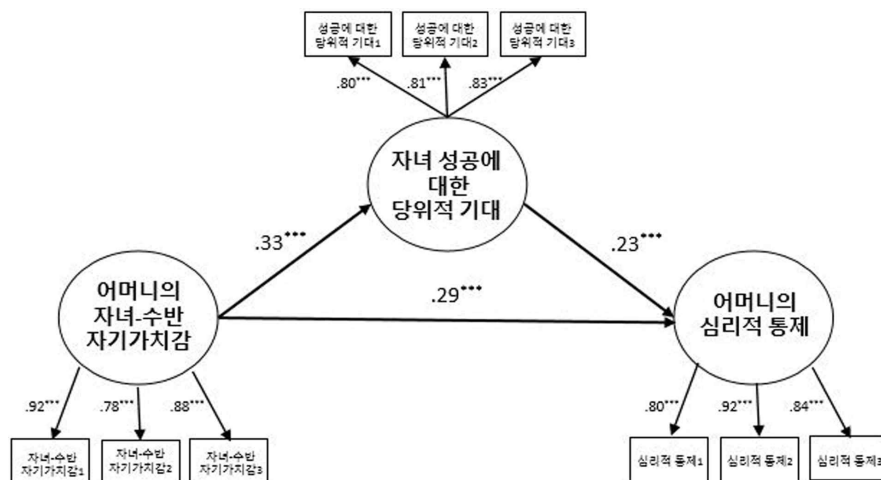 성공에 대한
당위적 기대1
성공에 대한
당위적 기대2
성공에 대한
당위적 기대3
.80***
.81***
.83***
자녀 성공에
대한
당위적 기대
.33***
.23***
어머니의
자녀-수반
자기가치감
.29***
어머니의
심리적 통제
.92***
.78***
.88***
.80***
.92***
.84***
자녀-수반
자기가치감1
자녀-수반
자기가치감2
자녀-수반
자기가치감3
심리적 통제1
심리적 통제2
심리적 통제3